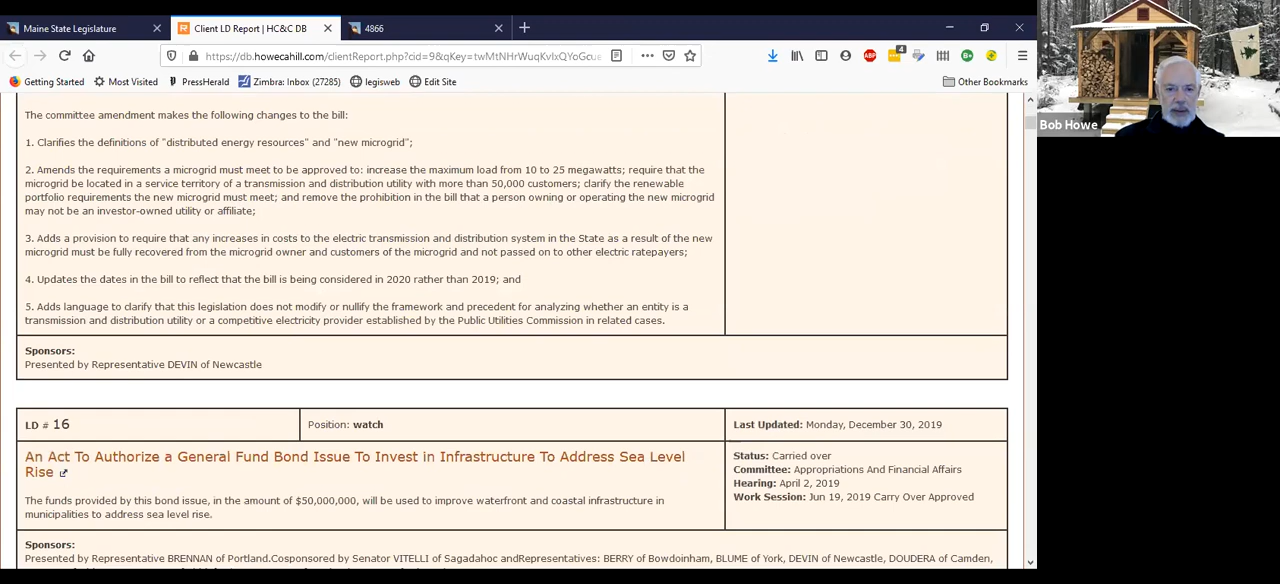 Maine State Legislature
Client LD Report | HC&C DB
4866
https://db.howecahill.com/clientReport.php?cid=9&qKey=twMtNHrWuqKvIxQYoGcue
4
Getting Started
Most Visited
PressHerald
Zimbra: Inbox (27285)
legisweb
Edit Site
Other Bookmarks
Bob Howe
The committee amendment makes the following changes to the bill:
1. Clarifies the definitions of "distributed energy resources" and "new microgrid";
2. Amends the requirements a microgrid must meet to be approved to: increase the maximum load from 10 to 25 megawatts; require that the
microgrid be located in a service territory of a transmission and distribution utility with more than 50,000 customers; clarify the renewable
portfolio requirements the new microgrid must meet; and remove the prohibition in the bill that a person owning or operating the new microgrid
may not be an investor-owned utility or affiliate;
3. Adds a provision to require that any increases in costs to the electric transmission and distribution system in the State as a result of the new
microgrid must be fully recovered from the microgrid owner and customers of the microgrid and not passed on to other electric ratepayers;
4. Updates the dates in the bill to reflect that the bill is being considered in 2020 rather than 2019; and
5. Adds language to clarify that this legislation does not modify or nullify the framework and precedent for analyzing whether an entity is a
transmission and distribution utility or a competitive electricity provider established by the Public Utilities Commission in related cases.
Sponsors:
Presented by Representative DEVIN of Newcastle
LD # 16
Position: watch
Last Updated: Monday, December 30, 2019
An Act To Authorize a General Fund Bond Issue To Invest in Infrastructure To Address Sea Level
Rise
The funds provided by this bond issue, in the amount of $50,000,000, will be used to improve waterfront and coastal infrastructure in
municipalities to address sea level rise.
Status: Carried over
Committee: Appropriations And Financial Affairs
Hearing: April 2, 2019
Work Session: Jun 19, 2019 Carry Over Approved
Sponsors:
Presented by Representative BRENNAN of Portland.Cosponsored by Senator VITELLI of Sagadahoc andRepresentatives: BERRY of Bowdoinham, BLUME of York, DEVIN of Newcastle, DOUDERA of Camden,